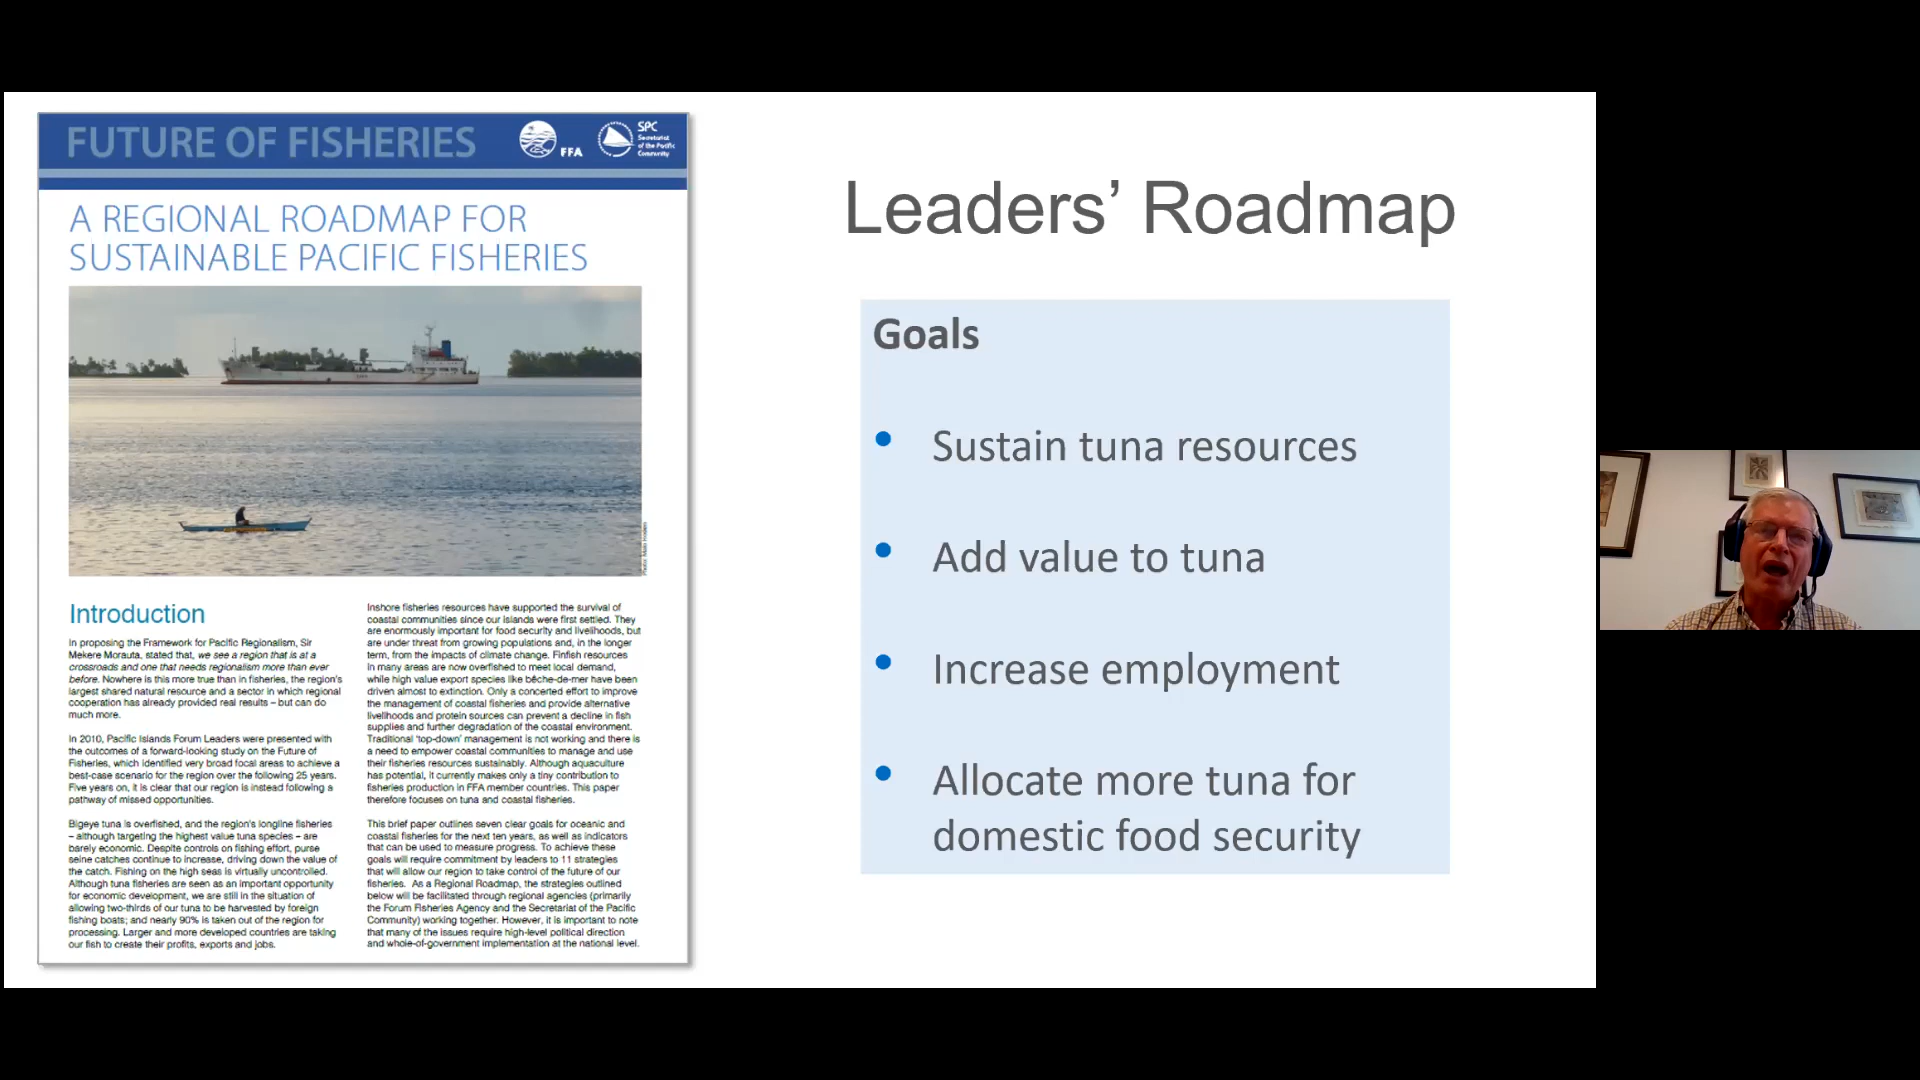 FUTURE OF FISHERIES
FFA
SPC
Secretariat
of the Pacific
Community
A REGIONAL ROADMAP FOR
SUSTAINABLE PACIFIC FISHERIES
Introduction
In proposing the Framework for Pacific Regionalism, Sir
Mekere Morauta, stated that, we see a region that is at a
crossroads and one that needs regionalism more than ever
before. Nowhere is this more true than in fisheries, the region's
largest shared natural resource and a sector in which regional
cooperation has already provided real results – but can do
much more.
In 2010, Pacific Islands Forum Leaders were presented with
the outcomes of a forward-looking study on the Future of
Fisheries, which identified very broad focal areas to achieve a
best-case scenario for the region over the following 25 years.
Five years on, it is clear that our region is instead following a
pathway of missed opportunities.
Bigeye tuna is overfished, and the region's longline fisheries
– although targeting the highest value tuna species – are
barely economic. Despite controls on fishing effort, purse
seine catches continue to increase, driving down the value of
the catch. Fishing on the high seas is virtually uncontrolled.
Although tuna fisheries are seen as an important opportunity
for economic development, we are still in the situation of
allowing two-thirds of our tuna to be harvested by foreign
fishing boats; and nearly 90% is taken out of the region for
processing. Larger and more developed countries are taking
our fish to create their profits, exports and jobs.
Inshore fisheries resources have supported the survival of
coastal communities since our islands were first settled. They
are enormously important for food security and livelihoods, but
are under threat from growing populations and, in the longer
term, from the impacts of climate change. Finfish resources
in many areas are now overfished to meet local demand,
while high value export species like bêche-de-mer have been
driven almost to extinction. Only a concerted effort to improve
the management of coastal fisheries and provide alternative
livelihoods and protein sources can prevent a decline in fish
supplies and further degradation of the coastal environment.
Traditional 'top-down' management is not working and there is
a need to empower coastal communities to manage and use
their fisheries resources sustainably. Although aquaculture
has potential, it currently makes only a tiny contribution to
fisheries production in FFA member countries. This paper
therefore focuses on tuna and coastal fisheries.
This brief paper outlines seven clear goals for oceanic and
coastal fisheries for the next ten years, as well as indicators
that can be used to measure progress. To achieve these
goals will require commitment by leaders to 11 strategies
that will allow our region to take control of the future of our
fisheries. As a Regional Roadmap, the strategies outlined
below will be facilitated through regional agencies (primarily
the Forum Fisheries Agency and the Secretariat of the Pacific
Community) working together. However, it is important to note
that many of the issues require high-level political direction
and whole-of-government implementation at the national level.
Leaders' Roadmap
Goals
• Sustain tuna resources
• Add value to tuna
• Increase employment
• Allocate more tuna for
domestic food security